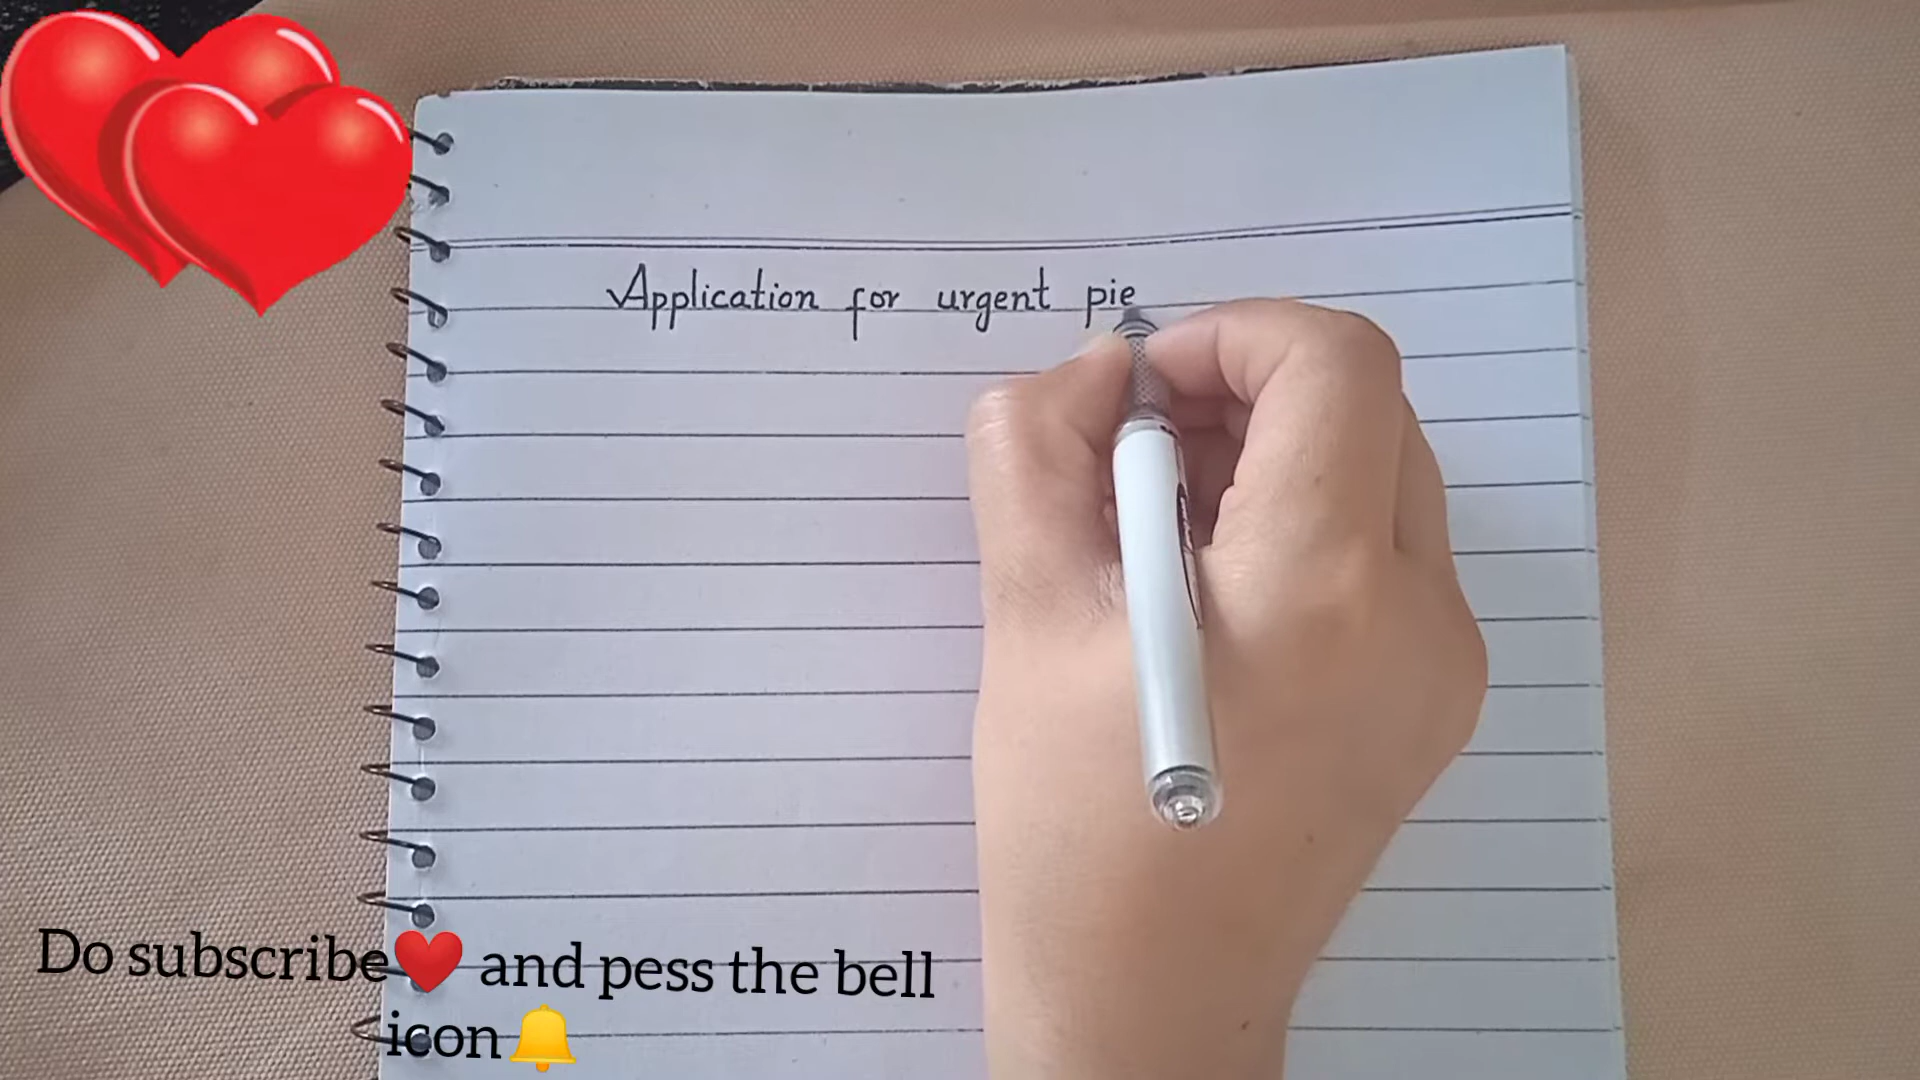 Application for urgent pie
Do subscribe❤️ and pess the bell
icon🔔